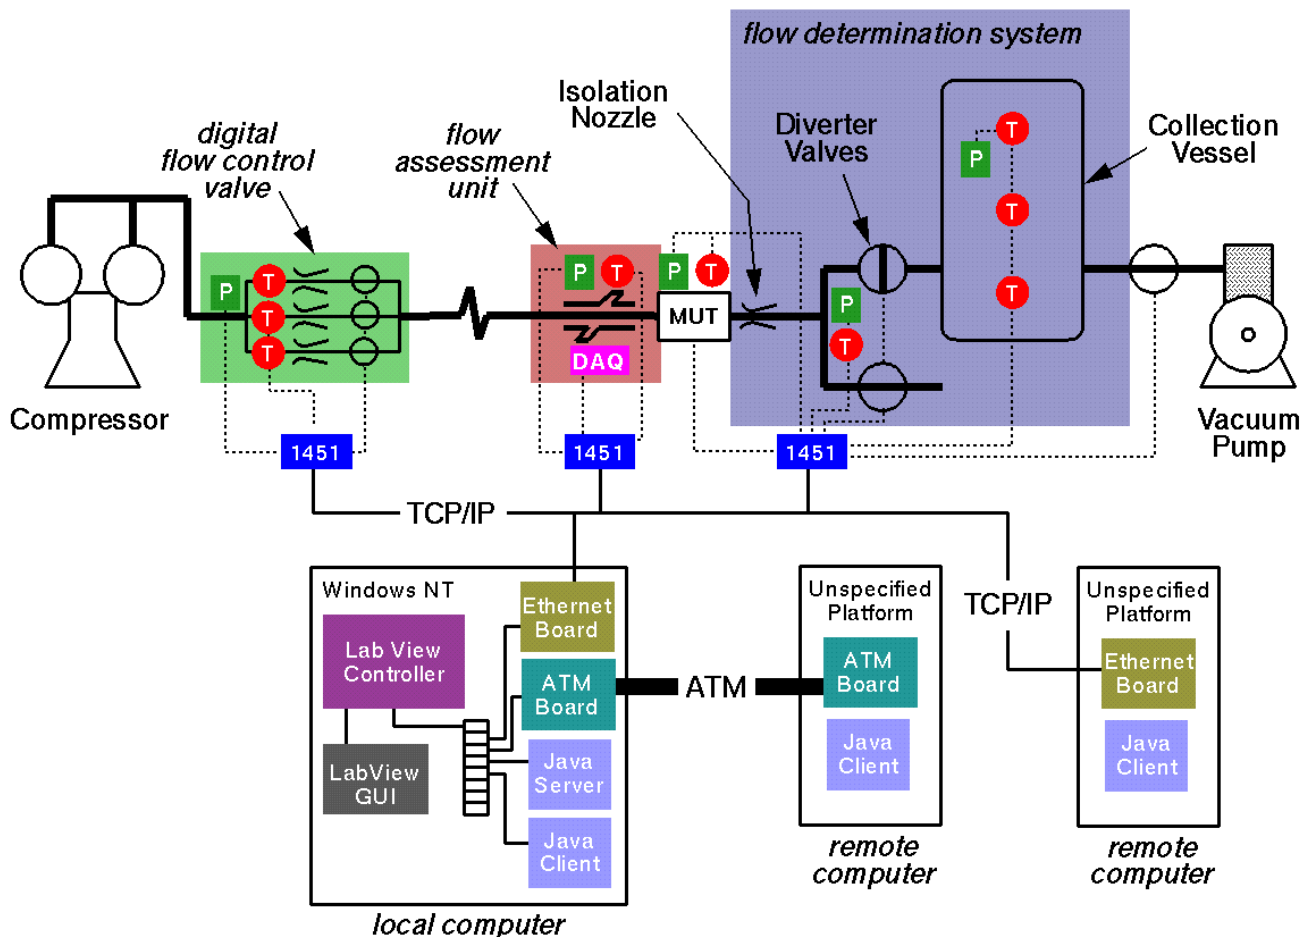 flow determination system
Isolation
Nozzle
digital
flow control
valve
flow
assessment
unit
Diverter
Valves
Collection
Vessel
T
P
T
T
P
T
T
T
P
T
DAQ
P
T
MUT
P
T
Compressor
Vacuum
Pump
1451
1451
1451
TCP/IP
Windows NT
Lab View
Controller
LabView
GUI
Ethernet
Board
ATM
Board
Java
Server
Java
Client
local computer
ATM
Unspecified
Platform
ATM
Board
Java
Client
remote
computer
TCP/IP
Unspecified
Platform
Ethernet
Board
Java
Client
remote
computer